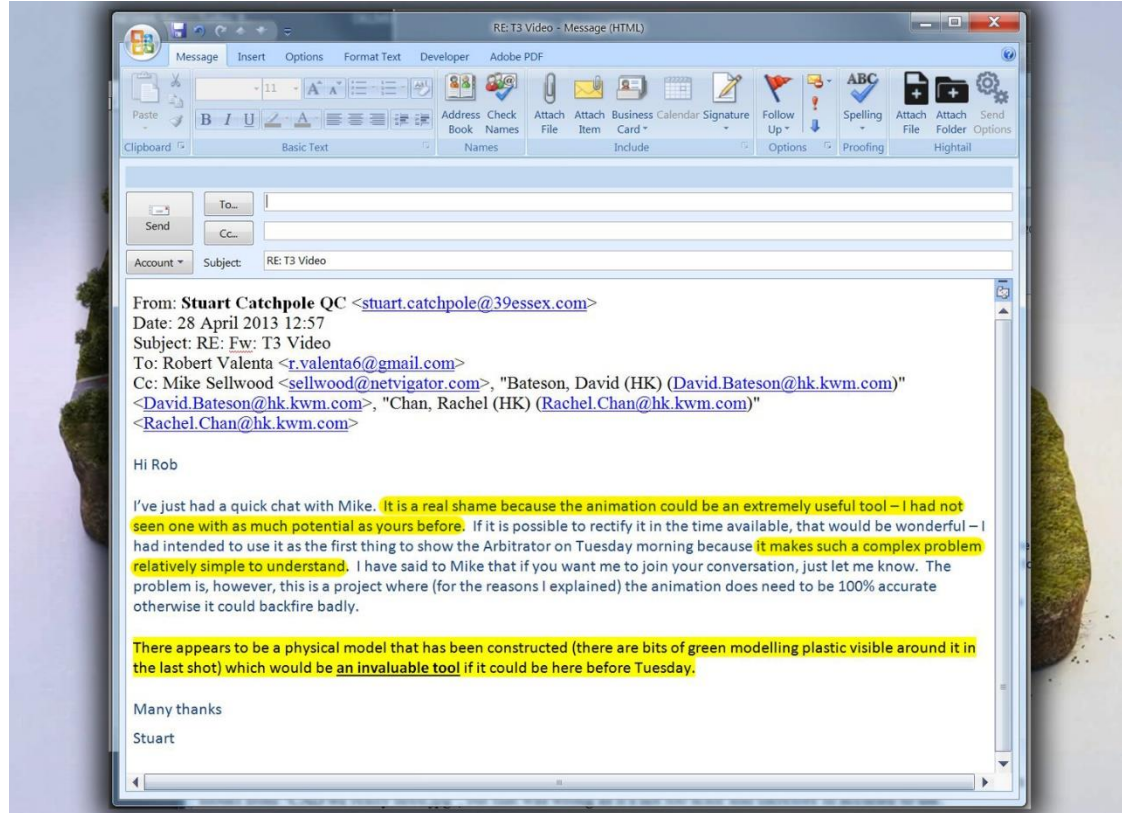 RE: T3 Video - Message (HTML)
Message Insert Options Format Text Developer Adobe PDF
Paste
11
B I U
Address Book
Check Names
Attach File
Attach Item
Business Card
Calendar
Signature
Follow Up
ABC
Spelling
Attach File
Attach Folder
Send Options
Clipboard Basic Text Names Include Options Proofing Hightail
To...
Send
Cc...
Account Subject: RE: T3 Video
From: Stuart Catchpole QC <stuart.catchpole@39essex.com>
Date: 28 April 2013 12:57
Subject: RE: Fw: T3 Video
To: Robert Valenta <r.valenta6@gmail.com>
Cc: Mike Sellwood <sellwood@netvigator.com>, "Bateson, David (HK) (David.Bateson@hk.kwm.com)"
<David.Bateson@hk.kwm.com>, "Chan, Rachel (HK) (Rachel.Chan@hk.kwm.com)"
<Rachel.Chan@hk.kwm.com>
Hi Rob
I've just had a quick chat with Mike. It is a real shame because the animation could be an extremely useful tool – I had not
seen one with as much potential as yours before. If it is possible to rectify it in the time available, that would be wonderful – I
had intended to use it as the first thing to show the Arbitrator on Tuesday morning because it makes such a complex problem
relatively simple to understand. I have said to Mike that if you want me to join your conversation, just let me know. The
problem is, however, this is a project where (for the reasons I explained) the animation does need to be 100% accurate
otherwise it could backfire badly.
There appears to be a physical model that has been constructed (there are bits of green modelling plastic visible around it in
the last shot) which would be an invaluable tool if it could be here before Tuesday.
Many thanks
Stuart